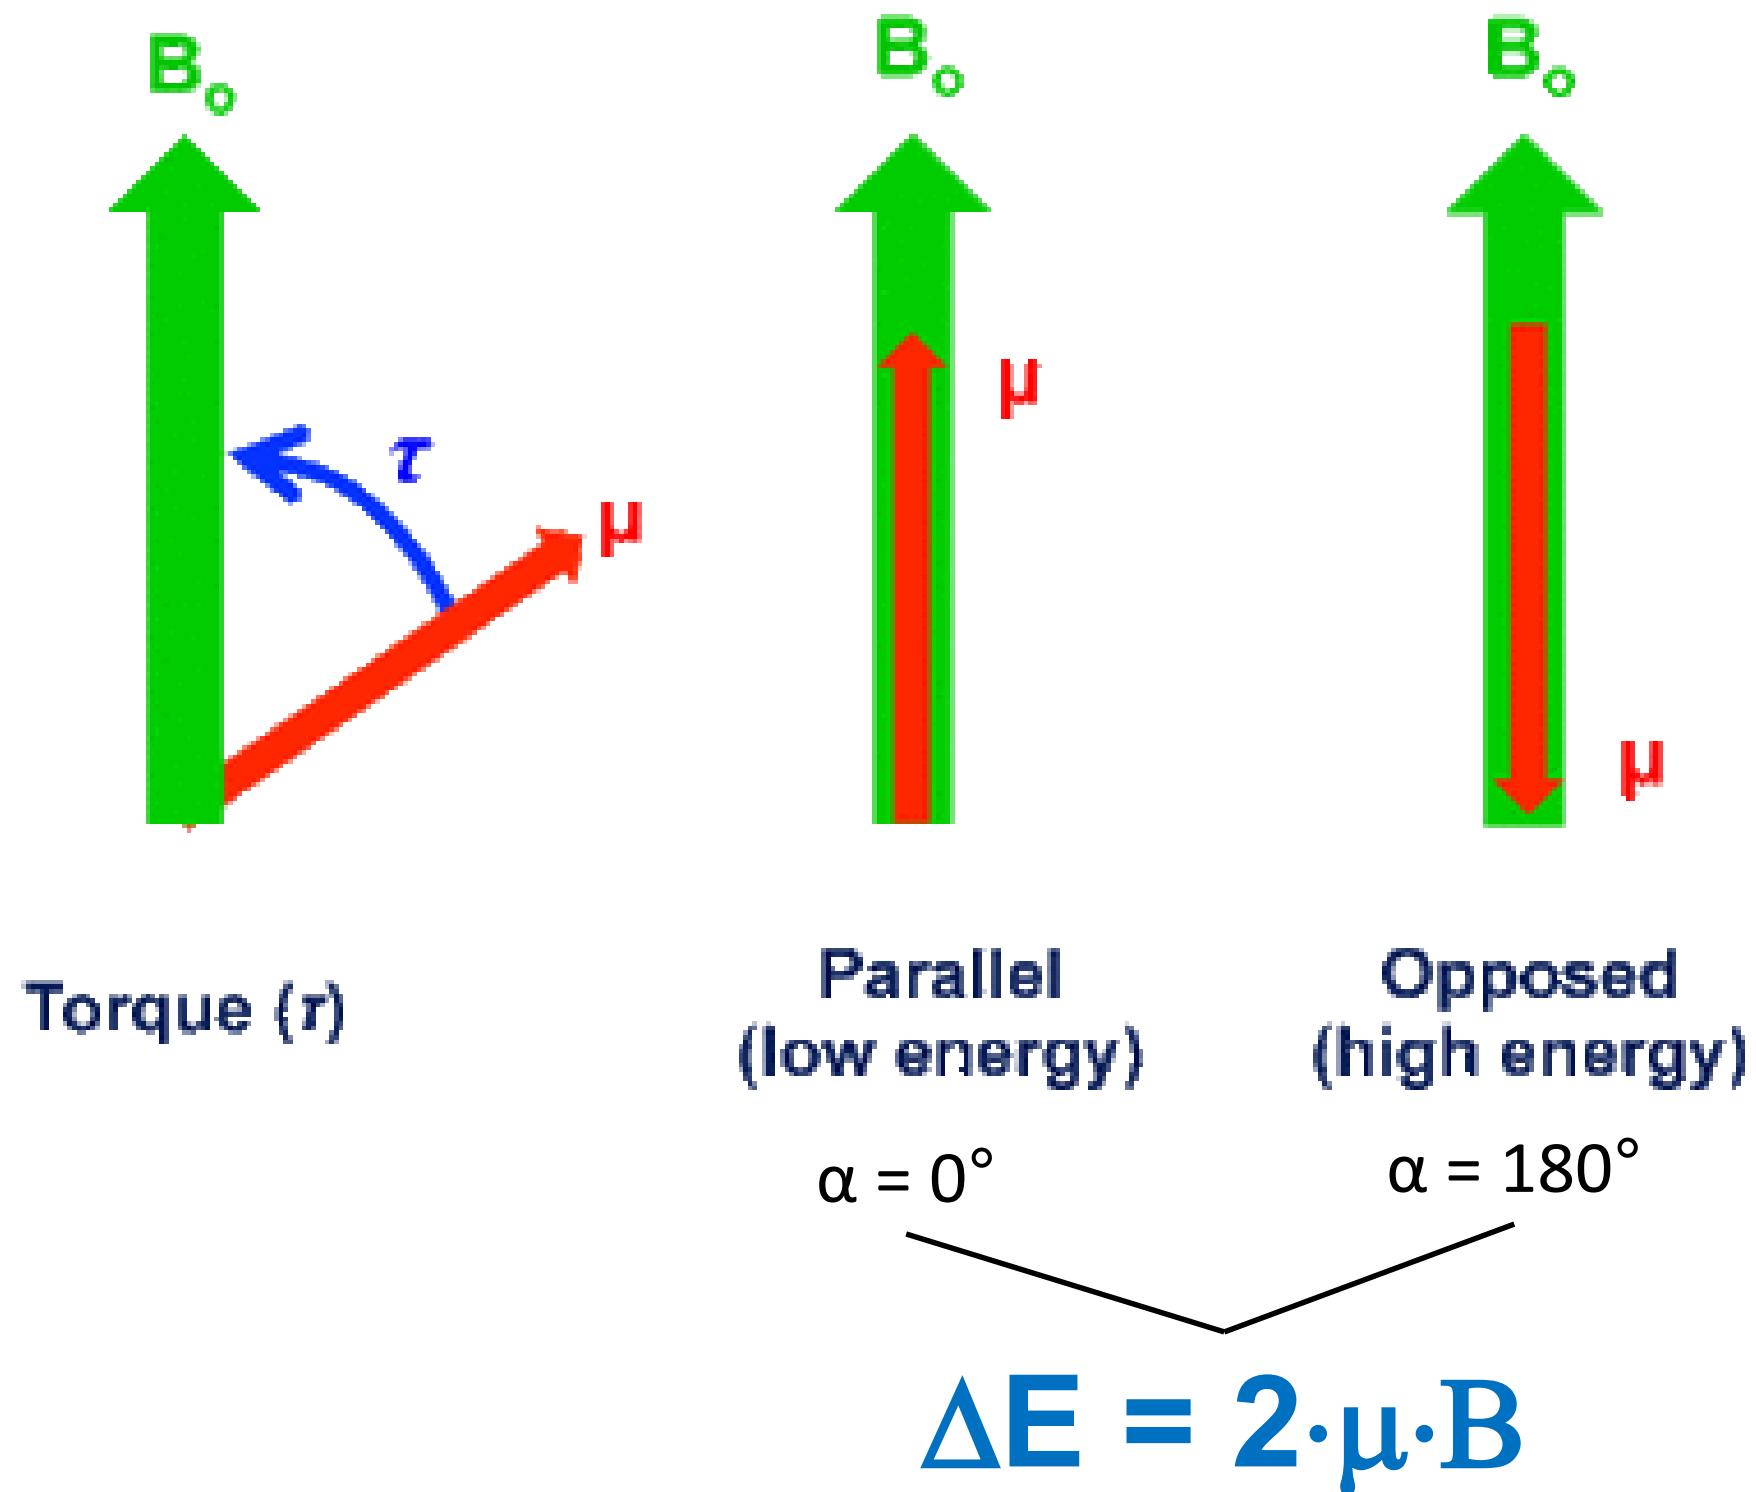 Bo
Bo
Bo
μ
τ
μ
μ
Torque (τ)
Parallel
(low energy)
Opposed
(high energy)
α = 0°
α = 180°
ΔE = 2·μ·B